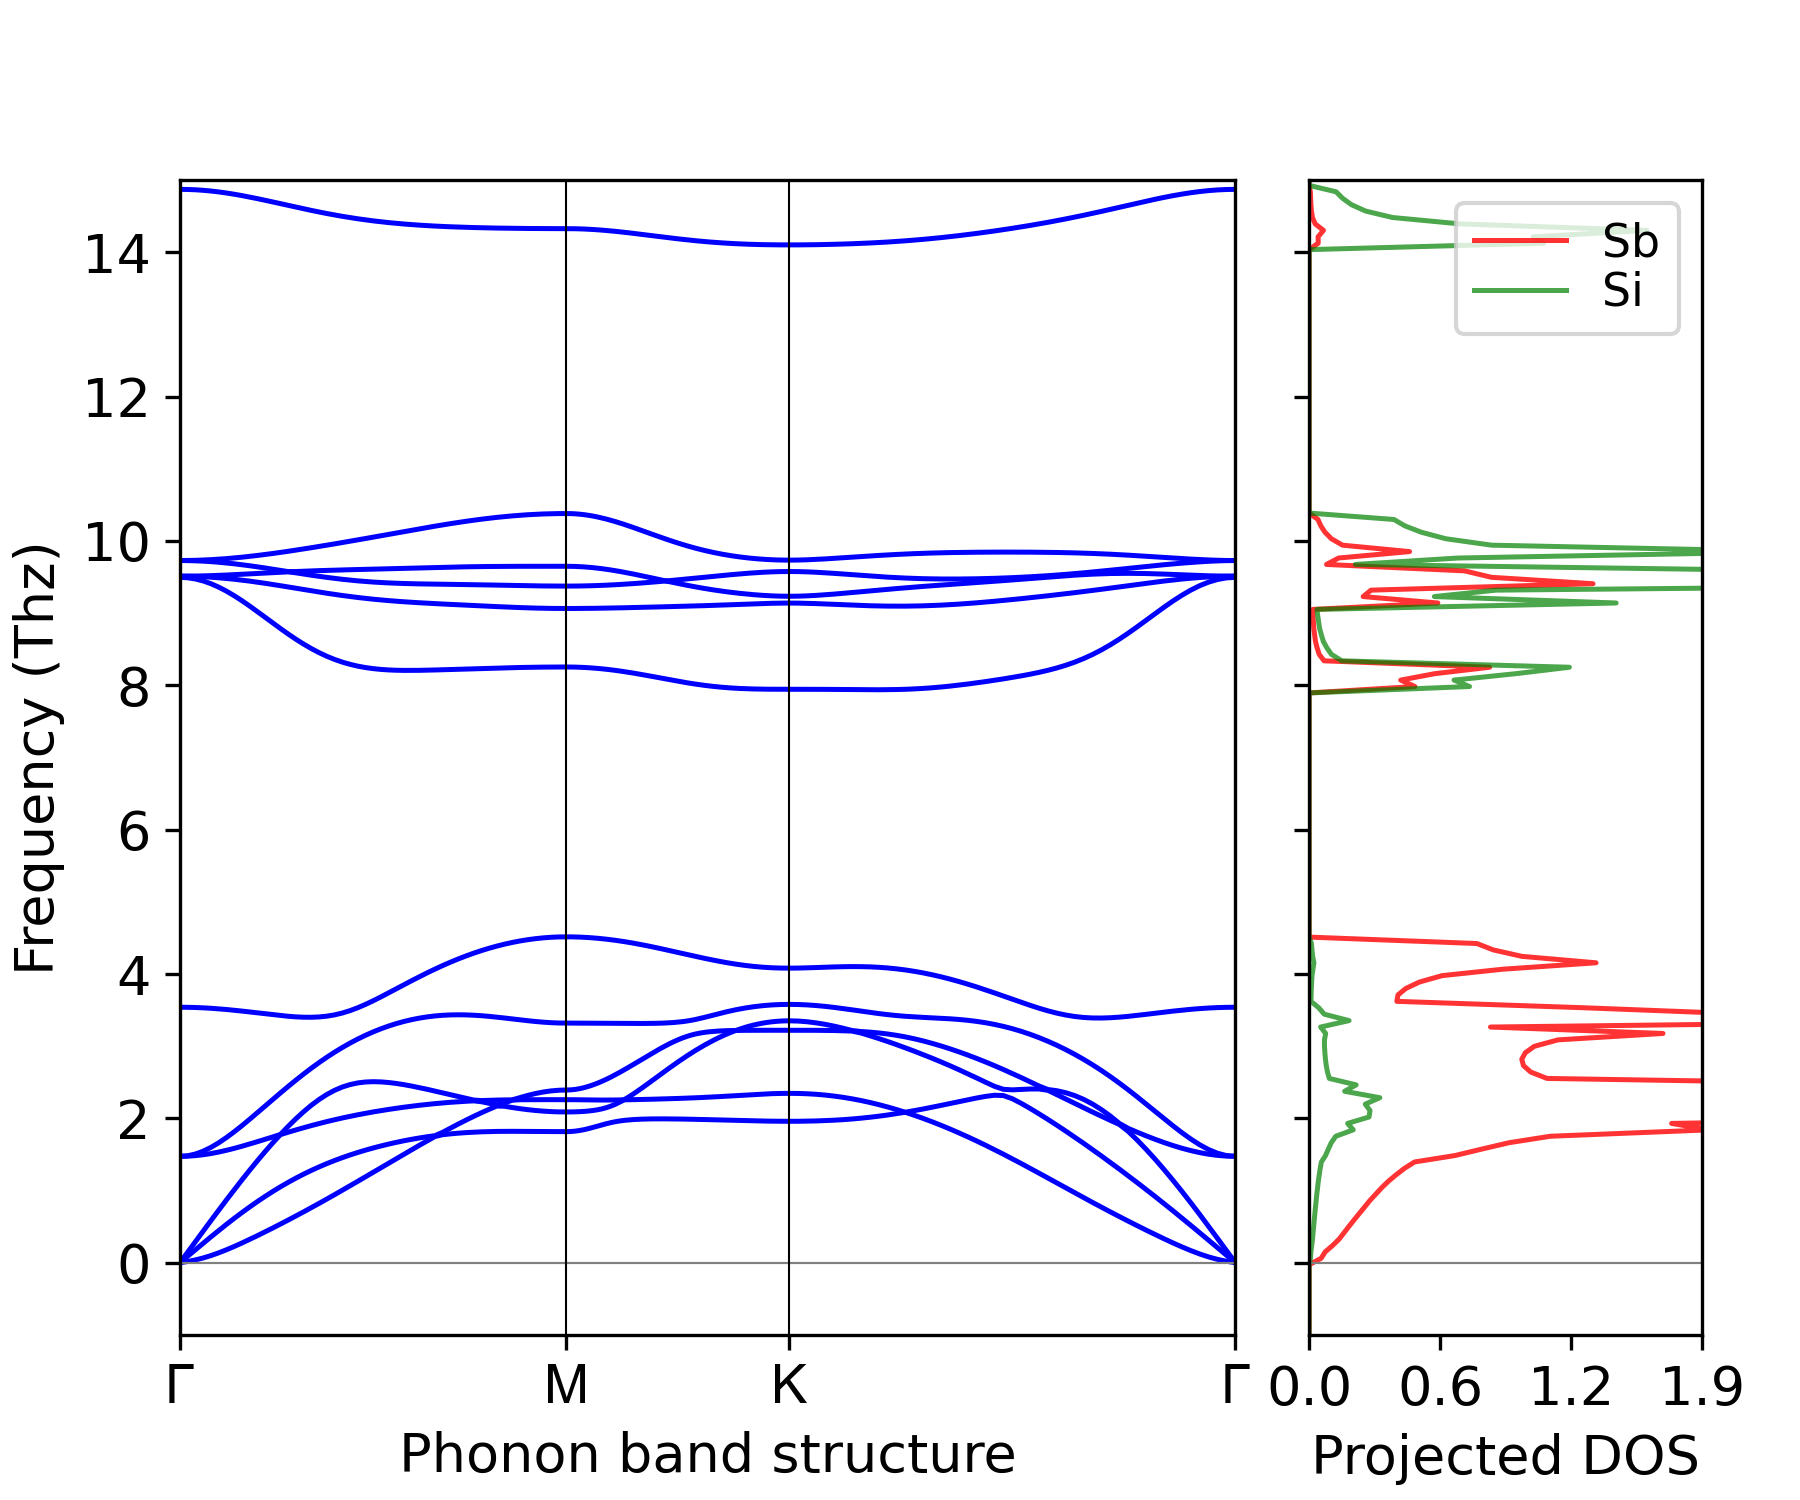 14
12
10
8
6
4
2
0
Frequency (Thz)
Γ M K Γ
Phonon band structure
Sb
Si
0.0 0.6 1.2 1.9
Projected DOS